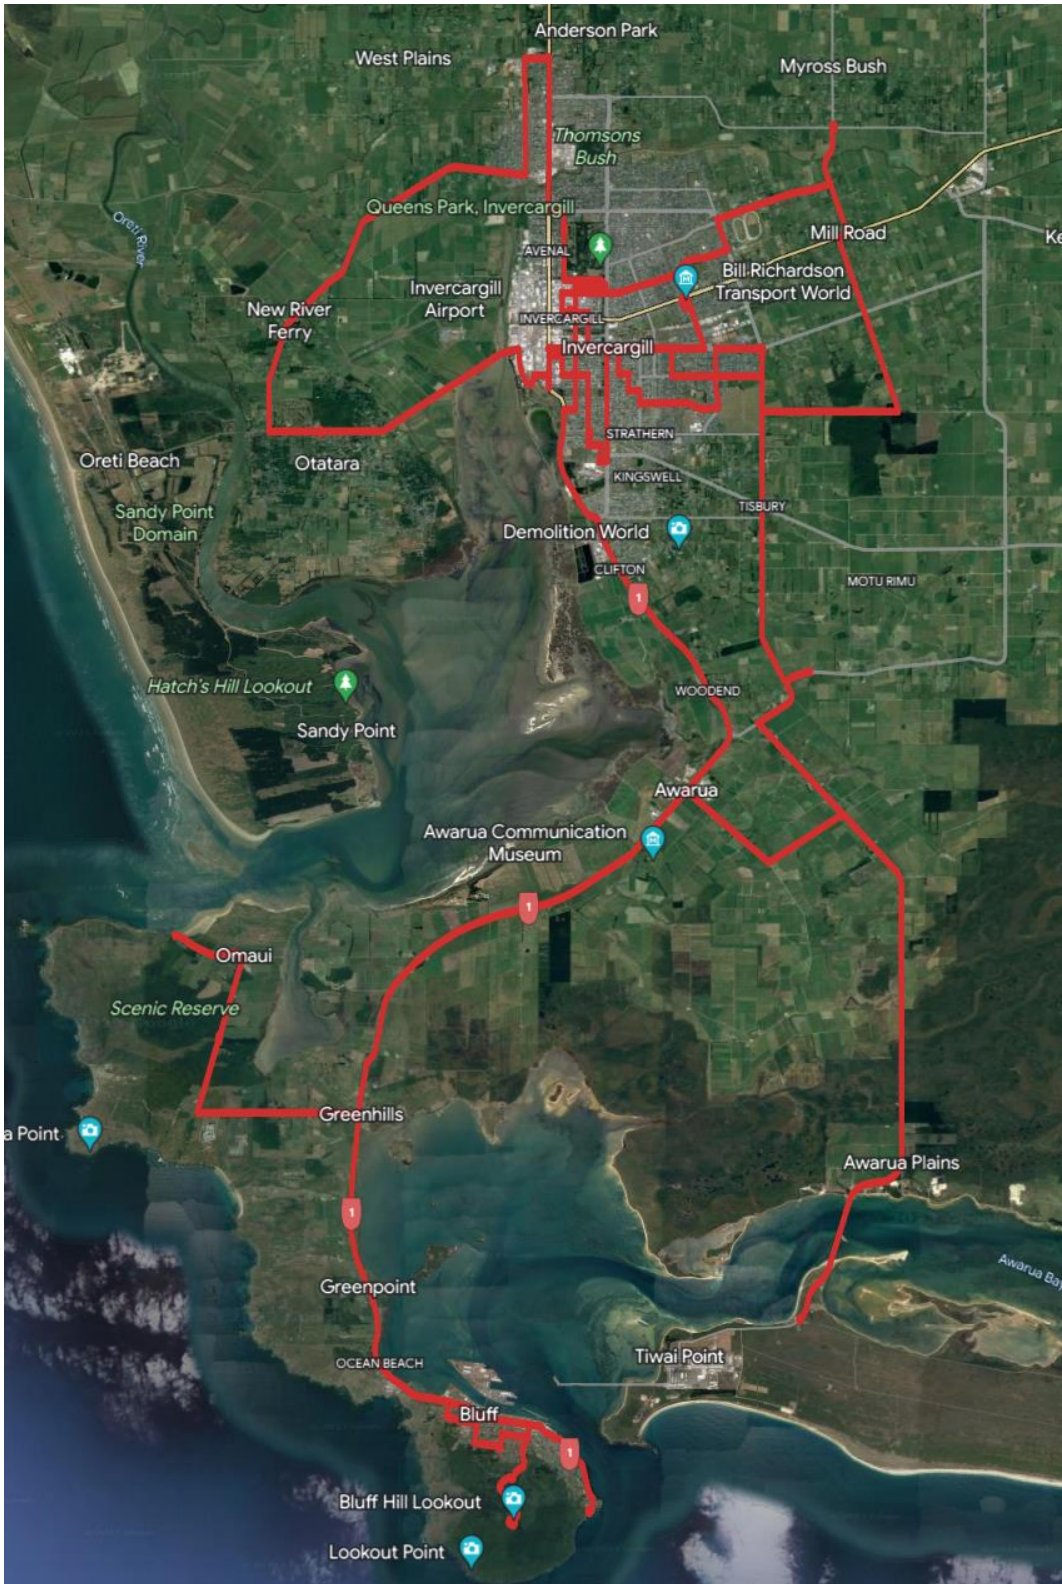 Anderson Park
West Plains
Myross Bush
Thomsons
Bush
Oreti River
Queens Park, Invercargill
Mill Road
AVENAL
Bill Richardson
Transport World
Invercargill
Airport
New River
Ferry
INVERCARGILL
Invercargill
STRATHERN
Oreti Beach
Otatara
KINGSWELL
TISBURY
Sandy Point
Domain
Demolition World
CLIFTON
MOTU RIMU
1
Hatch's Hill Lookout
WOODEND
Sandy Point
Awarua
Awarua Communication
Museum
1
Omaui
Scenic Reserve
Greenhills
a Point
Awarua Plains
1
Awarua Bay
Greenpoint
Tiwai Point
OCEAN BEACH
Bluff
1
Bluff Hill Lookout
Lookout Point